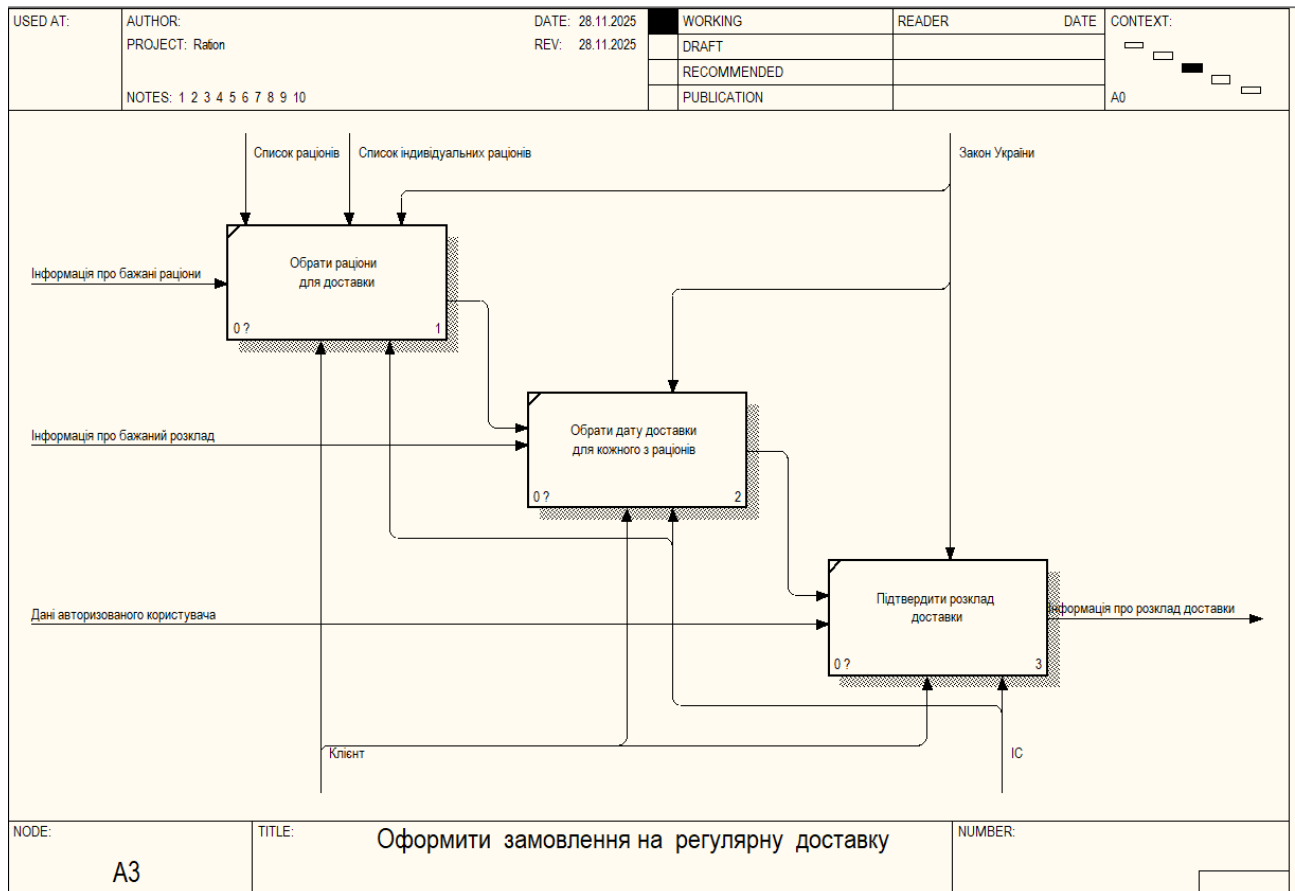 USED AT:
AUTHOR:
DATE: 28.11.2025
PROJECT: Ration
REV: 28.11.2025
NOTES: 1 2 3 4 5 6 7 8 9 10
WORKING
DRAFT
RECOMMENDED
PUBLICATION
READER DATE
CONTEXT:
A0
Список раціонів
Список індивідуальних раціонів
Закон України
Інформація про бажані раціони
Обрати раціони
для доставки
0 ? 1
Інформація про бажаний розклад
Обрати дату доставки
для кожного з раціонів
0 ? 2
Дані авторизованого користувача
Підтвердити розклад
доставки
0 ? 3
Інформація про розклад доставки
Клієнт
ІС
NODE:
A3
TITLE:
Оформити замовлення на регулярну доставку
NUMBER: